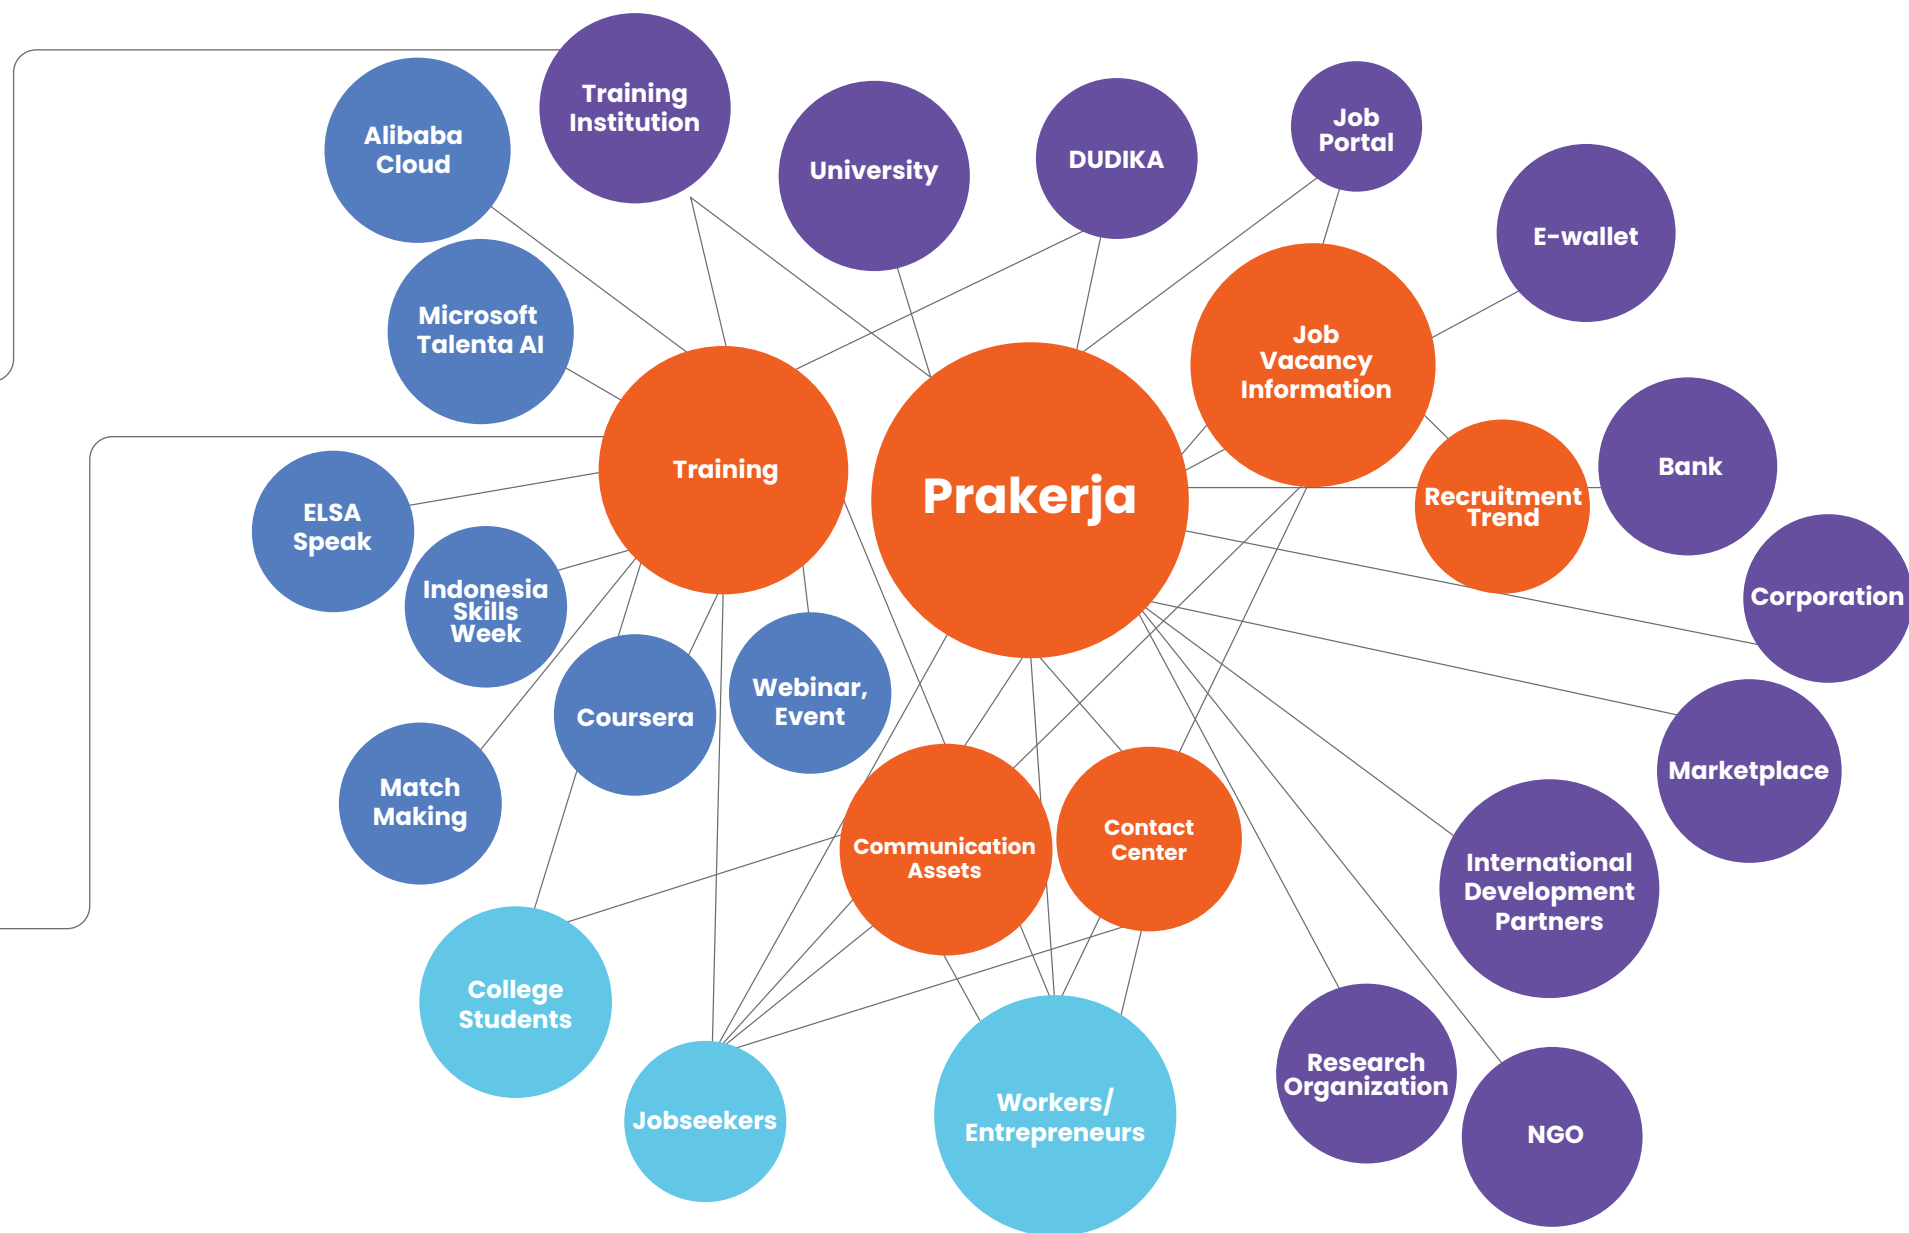 Training
Institution
Alibaba
Cloud
University
DUDIKA
Job
Portal
E-wallet
Microsoft
Talenta AI
Job
Vacancy
Information
Training
Prakerja
Recruitment
Trend
Bank
ELSA
Speak
Indonesia
Skills
Week
Corporation
Coursera
Webinar,
Event
Marketplace
Match
Making
Communication
Assets
Contact
Center
International
Development
Partners
College
Students
Jobseekers
Workers/
Entrepreneurs
Research
Organization
NGO